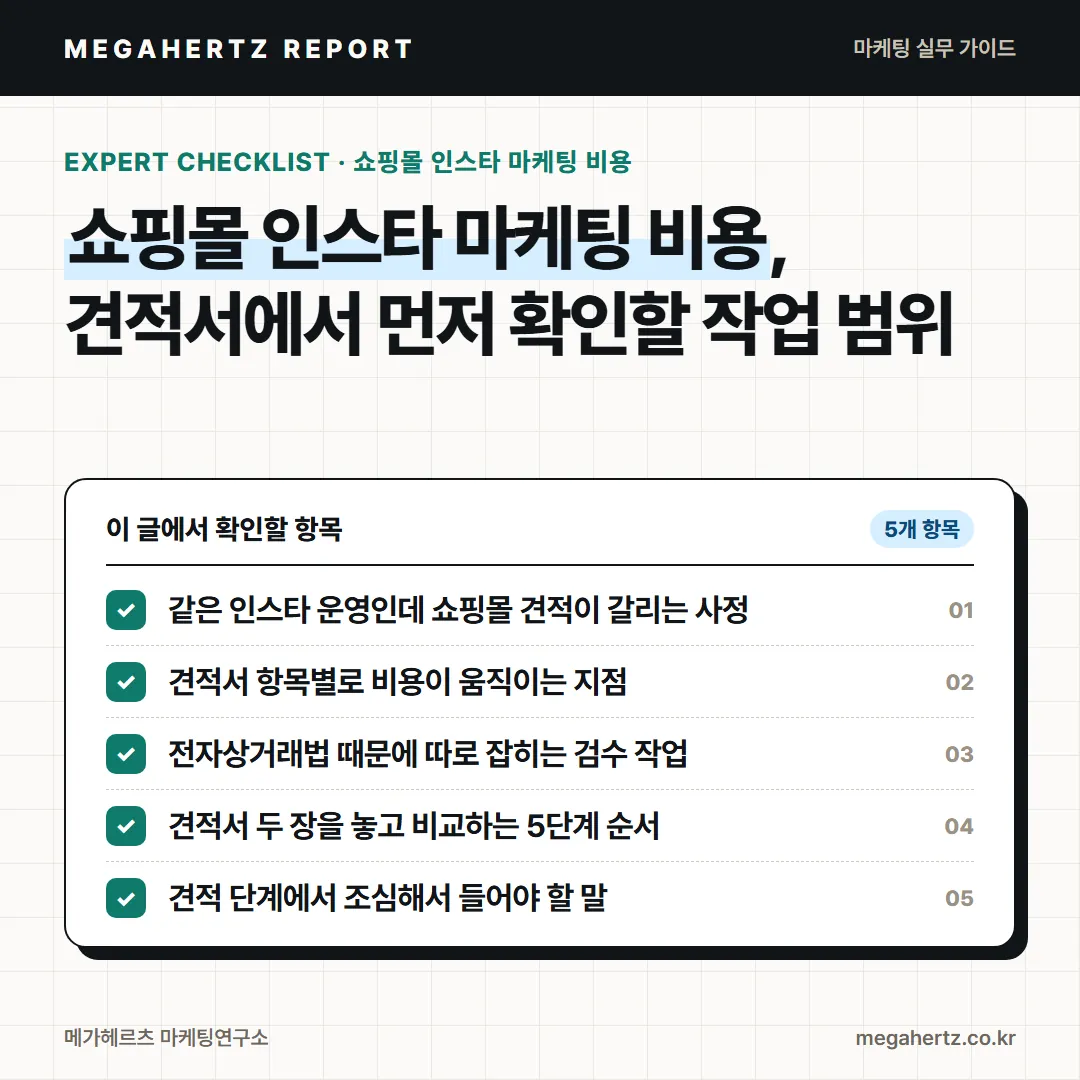 MEGAHERTZ REPORT
마케팅 실무 가이드
EXPERT CHECKLIST · 쇼핑몰 인스타 마케팅 비용
쇼핑몰 인스타 마케팅 비용,
견적서에서 먼저 확인할 작업 범위
이 글에서 확인할 항목
5개 항목
같은 인스타 운영인데 쇼핑몰 견적이 갈리는 사정
01
견적서 항목별로 비용이 움직이는 지점
02
전자상거래법 때문에 따로 잡히는 검수 작업
03
견적서 두 장을 놓고 비교하는 5단계 순서
04
견적 단계에서 조심해서 들어야 할 말
05
메가헤르츠 마케팅연구소
megahertz.co.kr